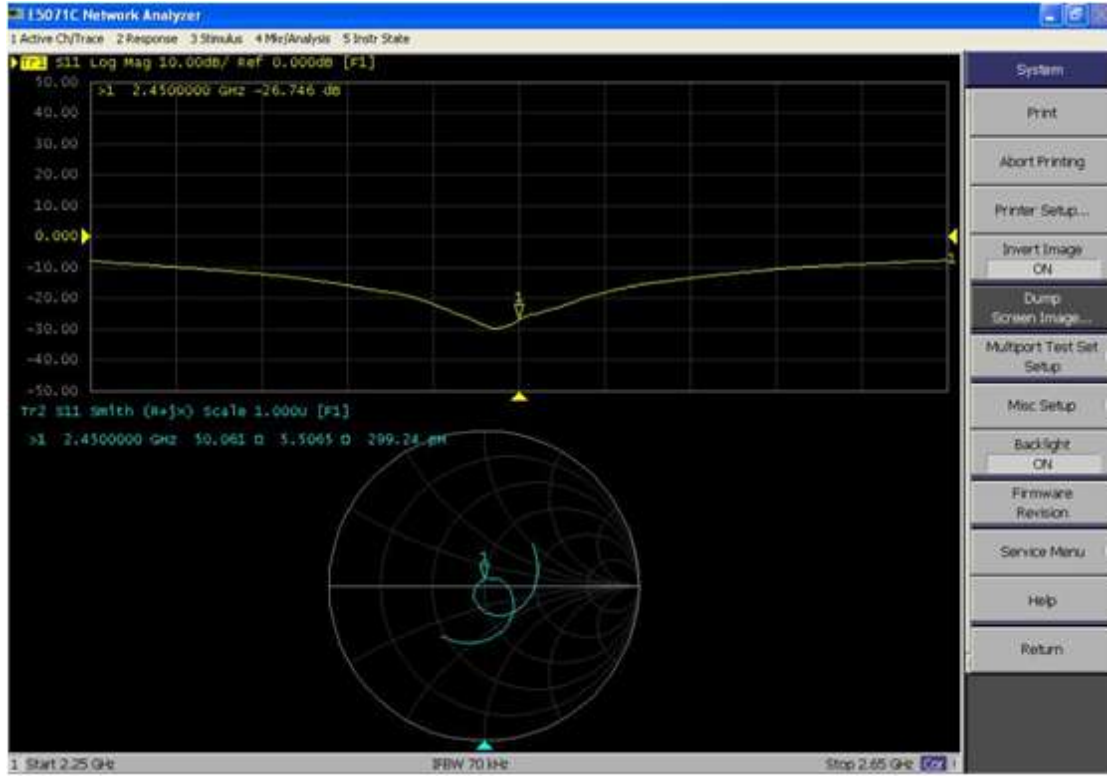 E5071C Network Analyzer
1 Active Ch/Trace 2 Response 3 Stimulus 4 Mkr/Analysis 5 Instr State
Tr1 S11 Log Mag 10.00dB/ Ref 0.000dB [F1]
50.00
>1 2.4500000 GHz -26.746 dB
40.00
30.00
20.00
10.00
0.000
-10.00
-20.00
-30.00
-40.00
-50.00
1
Tr2 S11 Smith (R+jX) Scale 1.000U [F1]
>1 2.4500000 GHz 50.061 Ω 5.5065 Ω 299.24 pH
1
1 Start 2.25 GHz
IFBW 70 kHz
Stop 2.65 GHz Cor !
System
Print
Abort Printing
Printer Setup...
Invert Image
ON
Dump
Screen Image...
Multiport Test Set
Setup
Misc Setup
Backlight
ON
Firmware
Revision
Service Menu
Help
Return